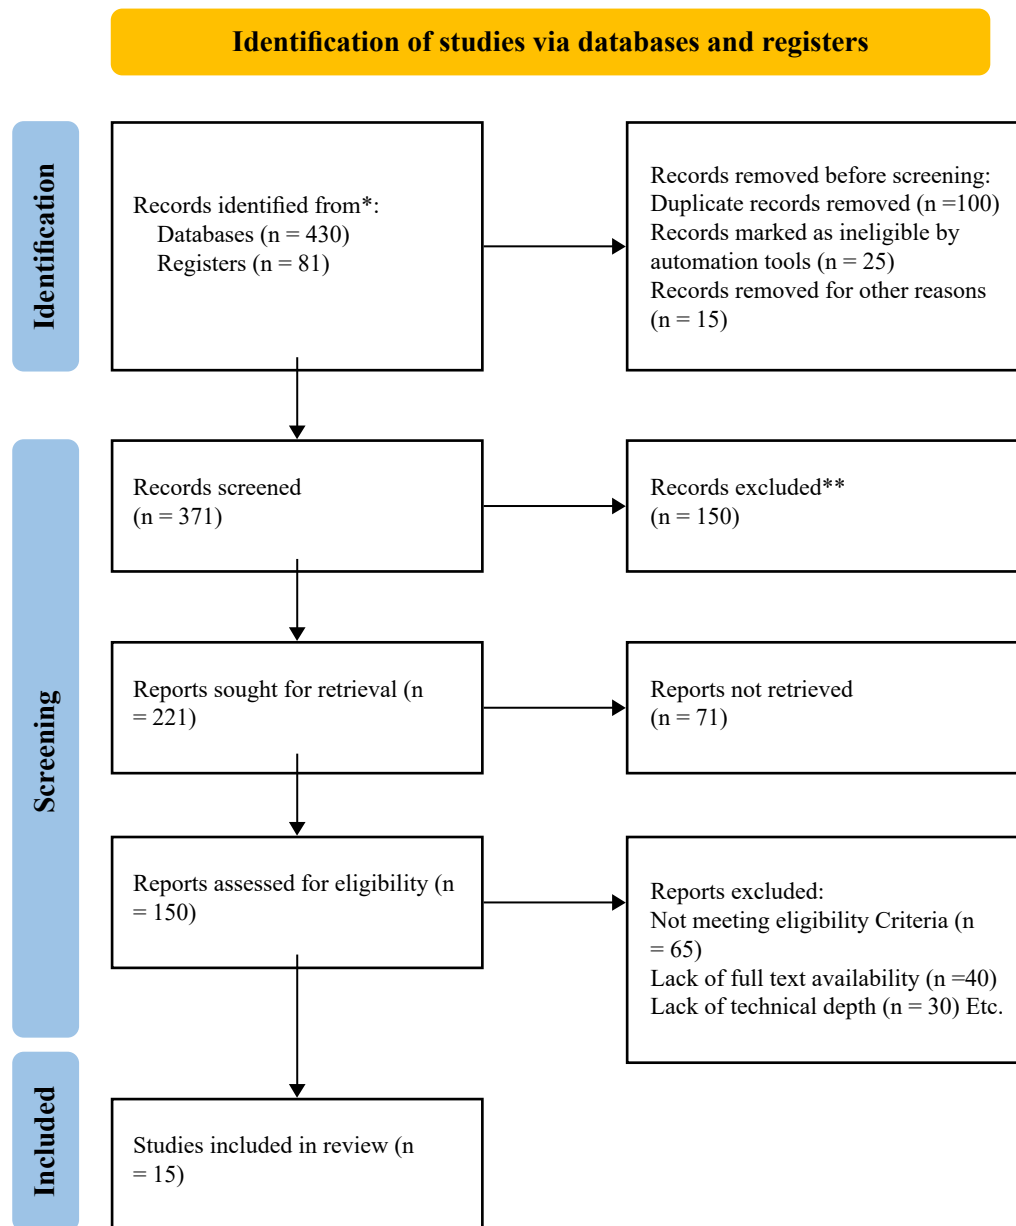 Identification of studies via databases and registers
Identification
Records identified from*:
Databases (n = 430)
Registers (n = 81)
Records removed before screening:
Duplicate records removed (n =100)
Records marked as ineligible by
automation tools (n = 25)
Records removed for other reasons
(n = 15)
Screening
Records screened
(n = 371)
Records excluded**
(n = 150)
Reports sought for retrieval (n
= 221)
Reports not retrieved
(n = 71)
Reports assessed for eligibility (n
= 150)
Reports excluded:
Not meeting eligibility Criteria (n
= 65)
Lack of full text availability (n =40)
Lack of technical depth (n = 30) Etc.
Included
Studies included in review (n
= 15)